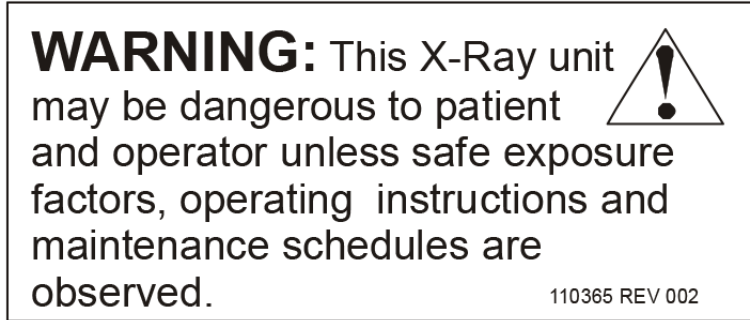 WARNING: This X-Ray unit
may be dangerous to patient
and operator unless safe exposure
factors, operating  instructions and
maintenance schedules are
observed.
110365 REV 002